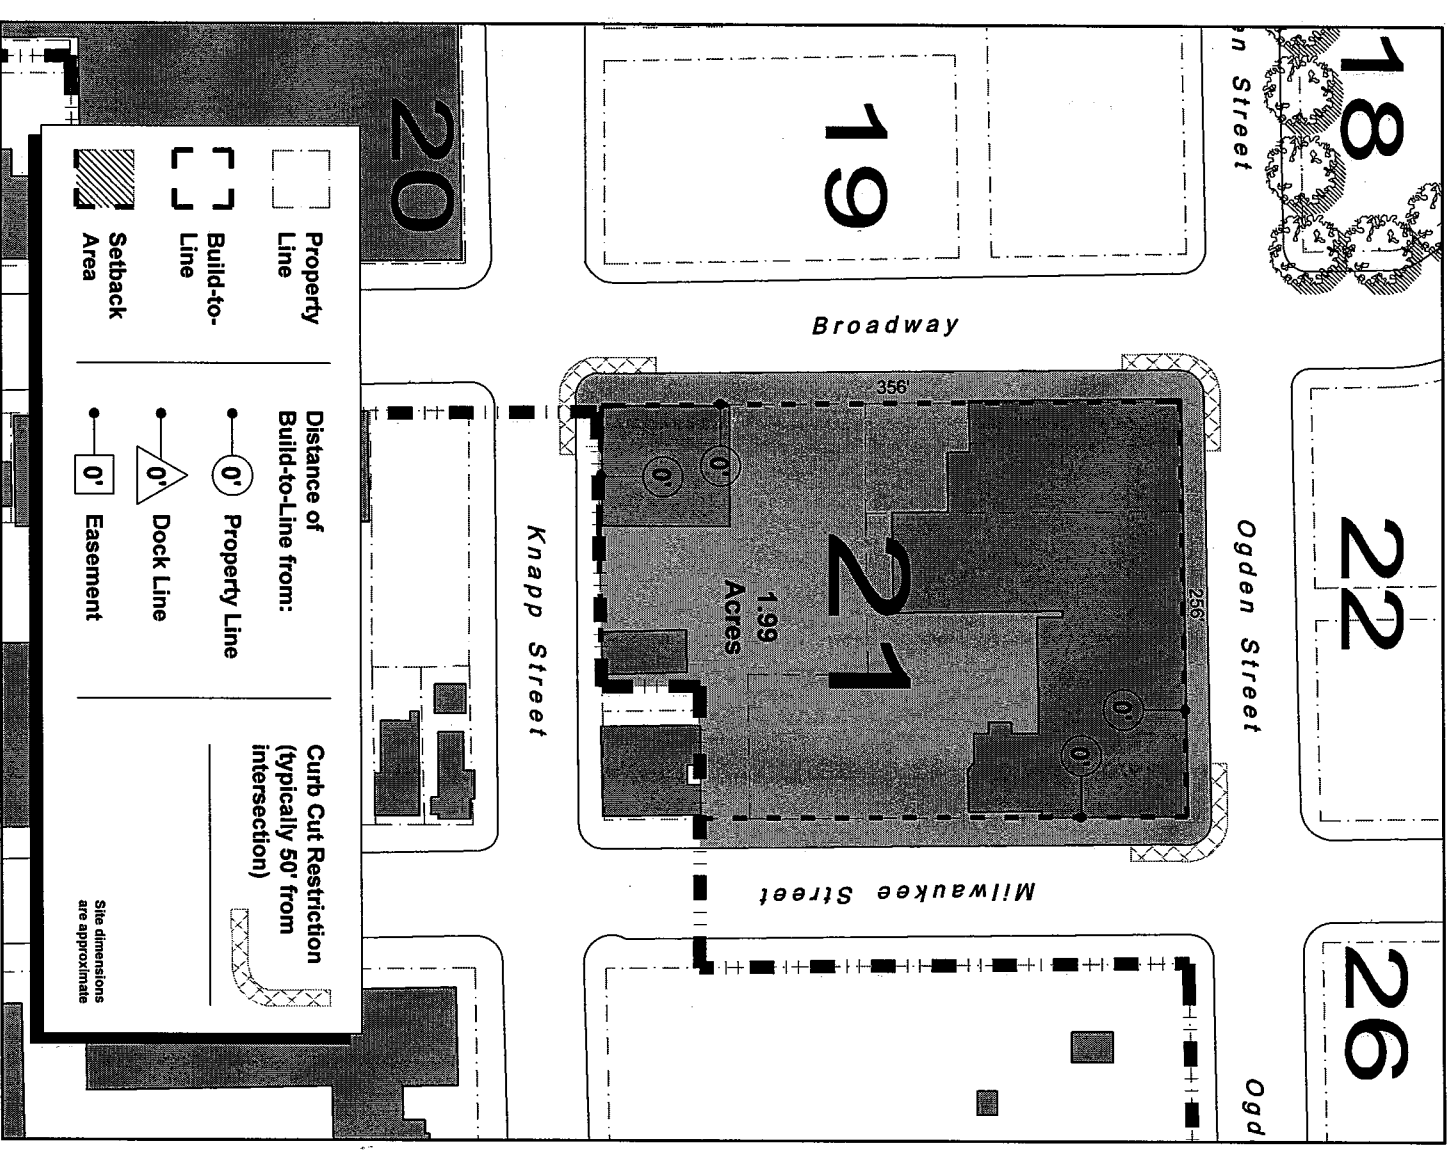 18
n Street
19
20
Broadway
22
Ogden Street
356'
256'
21
1.99
Acres
0'
0'
0'
0'
Knapp Street
Milwaukee Street
26
Ogd
Property
Line
Build-to-
Line
Setback
Area
Distance of
Build-to-Line from:
0' Property Line
0' Dock Line
0' Easement
Curb Cut Restriction
(typically 50' from
intersection)
Site dimensions
are approximate